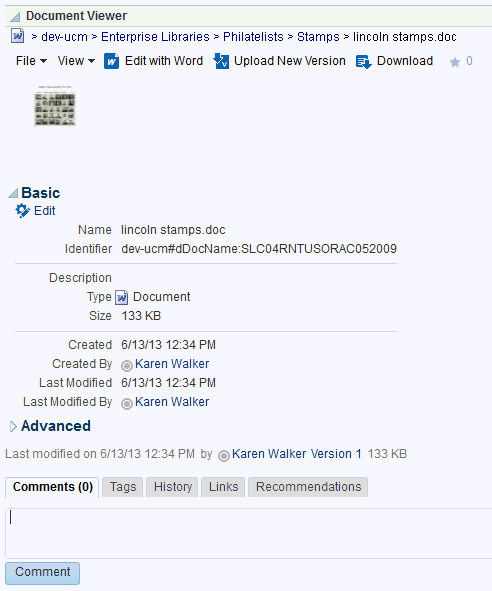 Document Viewer
> dev-ucm > Enterprise Libraries > Philatelists > Stamps > lincoln stamps.doc
File View Edit with Word Upload New Version Download 0
Basic
Edit
Name lincoln stamps.doc
Identifier dev-ucm#dDocName:SLC04RNTUSORAC052009
Description
Type Document
Size 133 KB
Created 6/13/13 12:34 PM
Created By Karen Walker
Last Modified 6/13/13 12:34 PM
Last Modified By Karen Walker
Advanced
Last modified on 6/13/13 12:34 PM by Karen Walker Version 1 133 KB
Comments (0) Tags History Links Recommendations
Comment